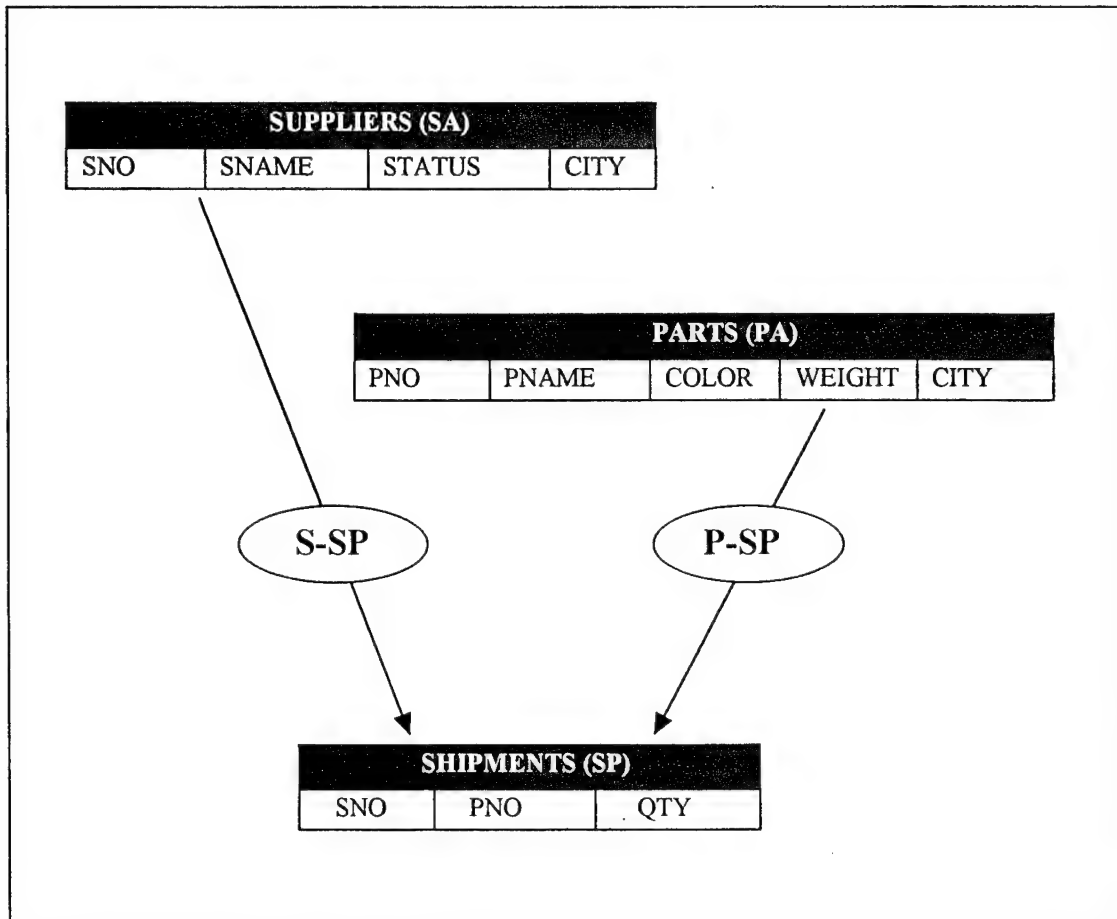 SUPPLIERS (SA)
SNO SNAME STATUS CITY
PARTS (PA)
PNO PNAME COLOR WEIGHT CITY
S-SP P-SP
SHIPMENTS (SP)
SNO PNO QTY